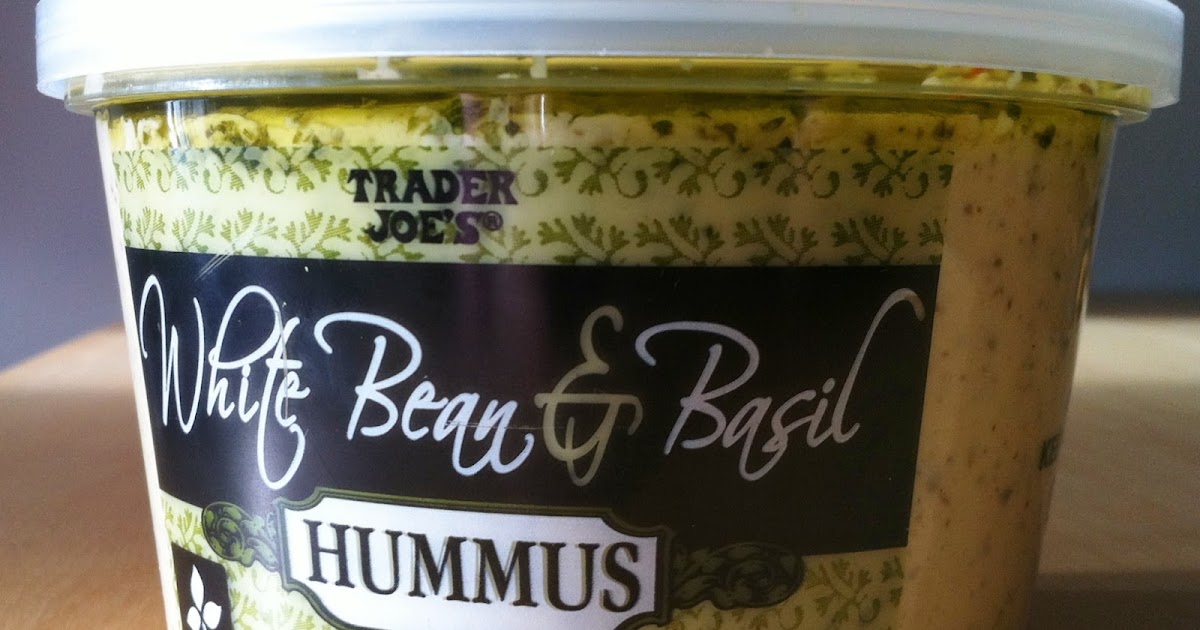 TRADER
JOE'S®
White Bean & Basil
HUMMUS